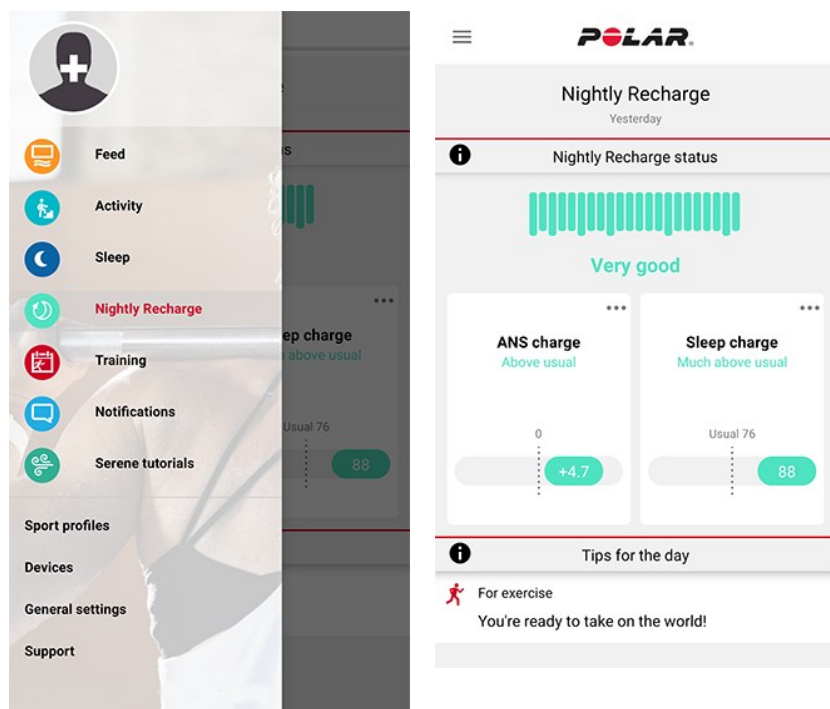 Feed
Activity
Sleep
Nightly Recharge
Training
Notifications
Serene tutorials
Sport profiles
Devices
General settings
Support
s
ep charge
above usual
Usual 76
88
POLAR.
Nightly Recharge
Yesterday
Nightly Recharge status
Very good
ANS charge
Above usual
0
+4.7
Sleep charge
Much above usual
Usual 76
88
Tips for the day
For exercise
You're ready to take on the world!